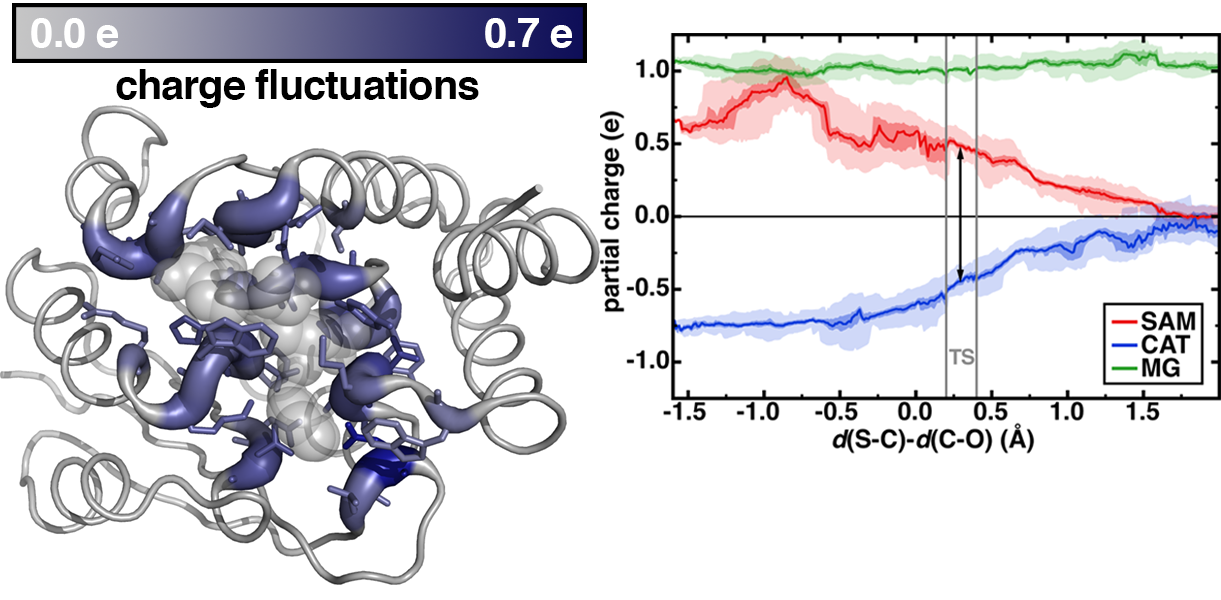 0.0 e 0.7 e
charge fluctuations
partial charge (e)
1.0
0.5
0.0
-0.5
-1.0
TS
SAM
CAT
MG
-1.5 -1.0 -0.5 0.0 0.5 1.0 1.5
d(S-C)-d(C-O) (Å)